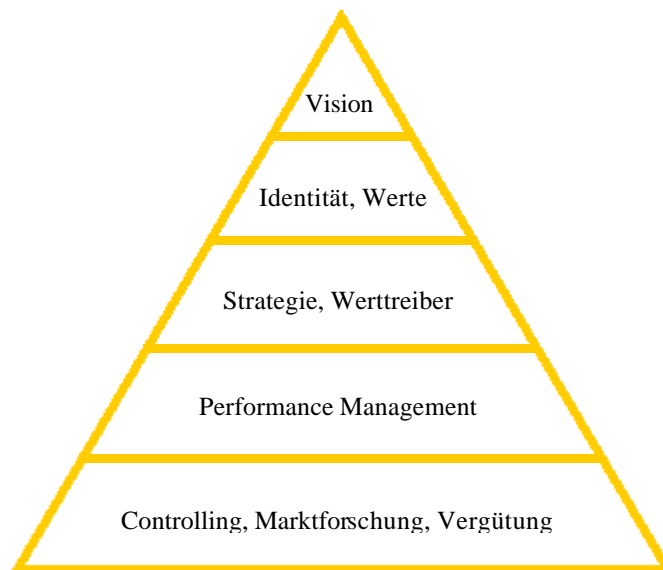 Vision
Identität, Werte
Strategie, Werttreiber
Performance Management
Controlling, Marktforschung, Vergütung